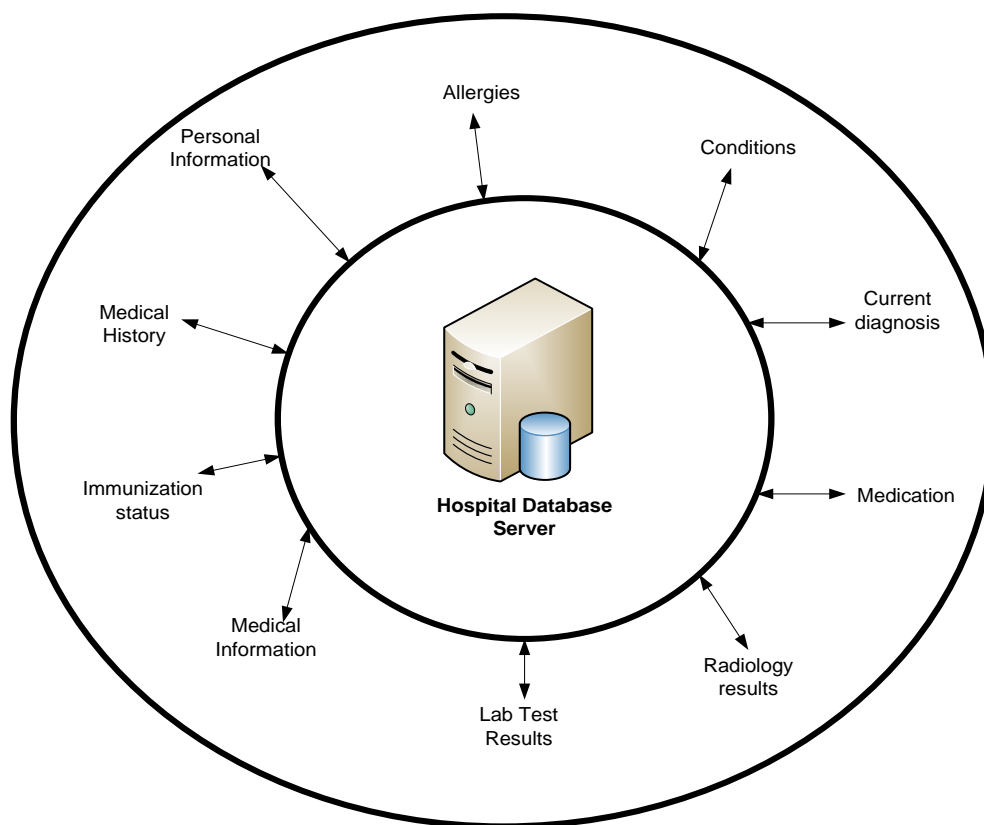 Allergies
Personal
Information
Conditions
Medical
History
Current
diagnosis
Immunization
status
Hospital Database
Server
Medication
Medical
Information
Radiology
results
Lab Test
Results